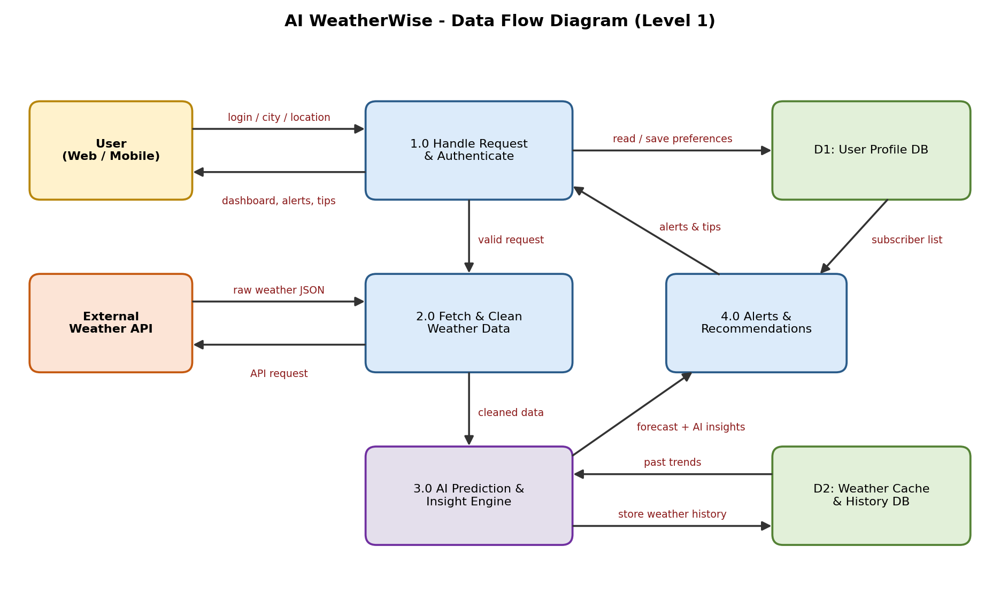 AI WeatherWise - Data Flow Diagram (Level 1)
login / city / location
User
(Web / Mobile)
1.0 Handle Request
& Authenticate
read / save preferences
D1: User Profile DB
dashboard, alerts, tips
valid request
alerts & tips
subscriber list
raw weather JSON
External
Weather API
2.0 Fetch & Clean
Weather Data
4.0 Alerts &
Recommendations
API request
cleaned data
forecast + AI insights
past trends
3.0 AI Prediction &
Insight Engine
D2: Weather Cache
& History DB
store weather history